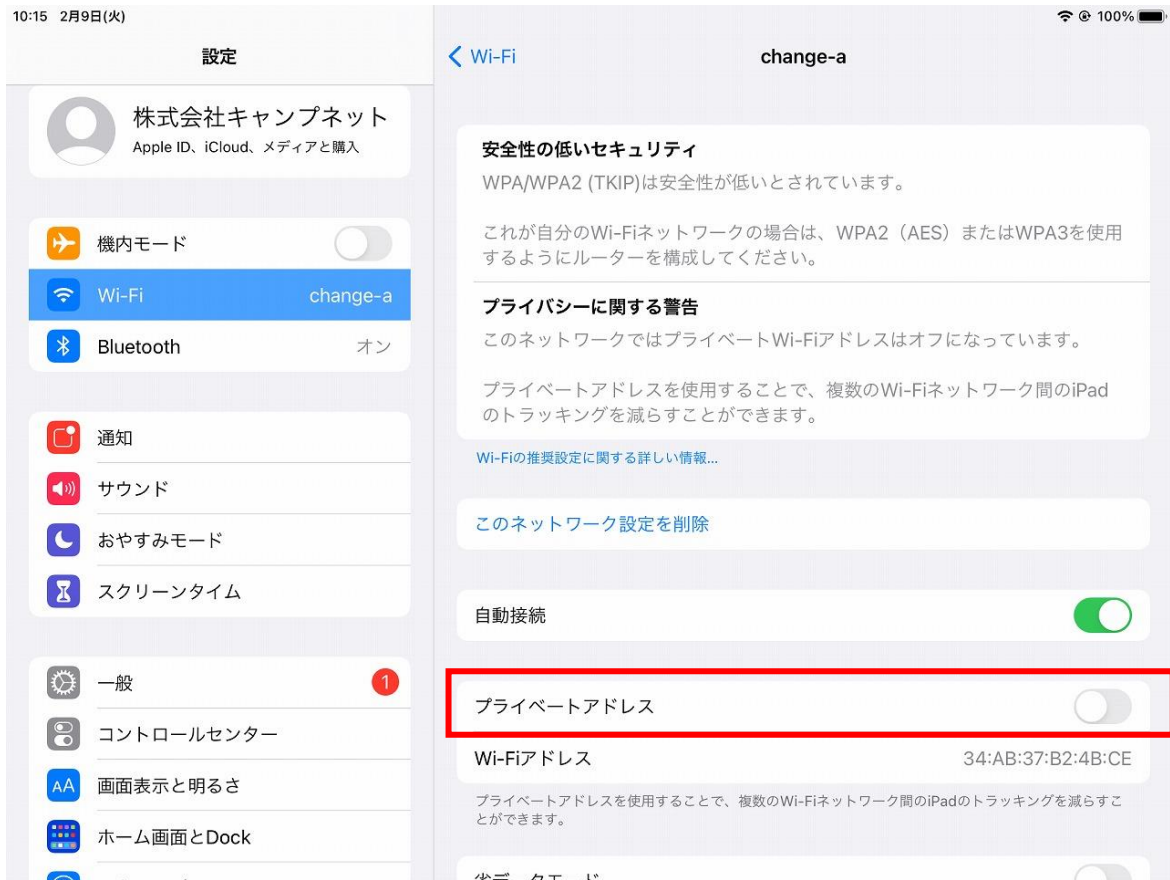 10:15 2月9日(火)
100%
設定
株式会社キャンプネット
Apple ID、iCloud、メディアと購入
機内モード
Wi-Fi change-a
Bluetooth オン
通知
サウンド
おやすみモード
スクリーンタイム
一般 1
コントロールセンター
AA 画面表示と明るさ
ホーム画面とDock
Wi-Fi
change-a
安全性の低いセキュリティ
WPA/WPA2 (TKIP)は安全性が低いとされています。
これが自分のWi-Fiネットワークの場合は、WPA2（AES）またはWPA3を使用
するようにルーターを構成してください。
プライバシーに関する警告
このネットワークではプライベートWi-Fiアドレスはオフになっています。
プライベートアドレスを使用することで、複数のWi-Fiネットワーク間のiPad
のトラッキングを減らすことができます。
Wi-Fiの推奨設定に関する詳しい情報...
このネットワーク設定を削除
自動接続
プライベートアドレス
Wi-Fiアドレス 34:AB:37:B2:4B:CE
プライベートアドレスを使用することで、複数のWi-Fiネットワーク間のiPadのトラッキングを減らすこ
とができます。
省データモード